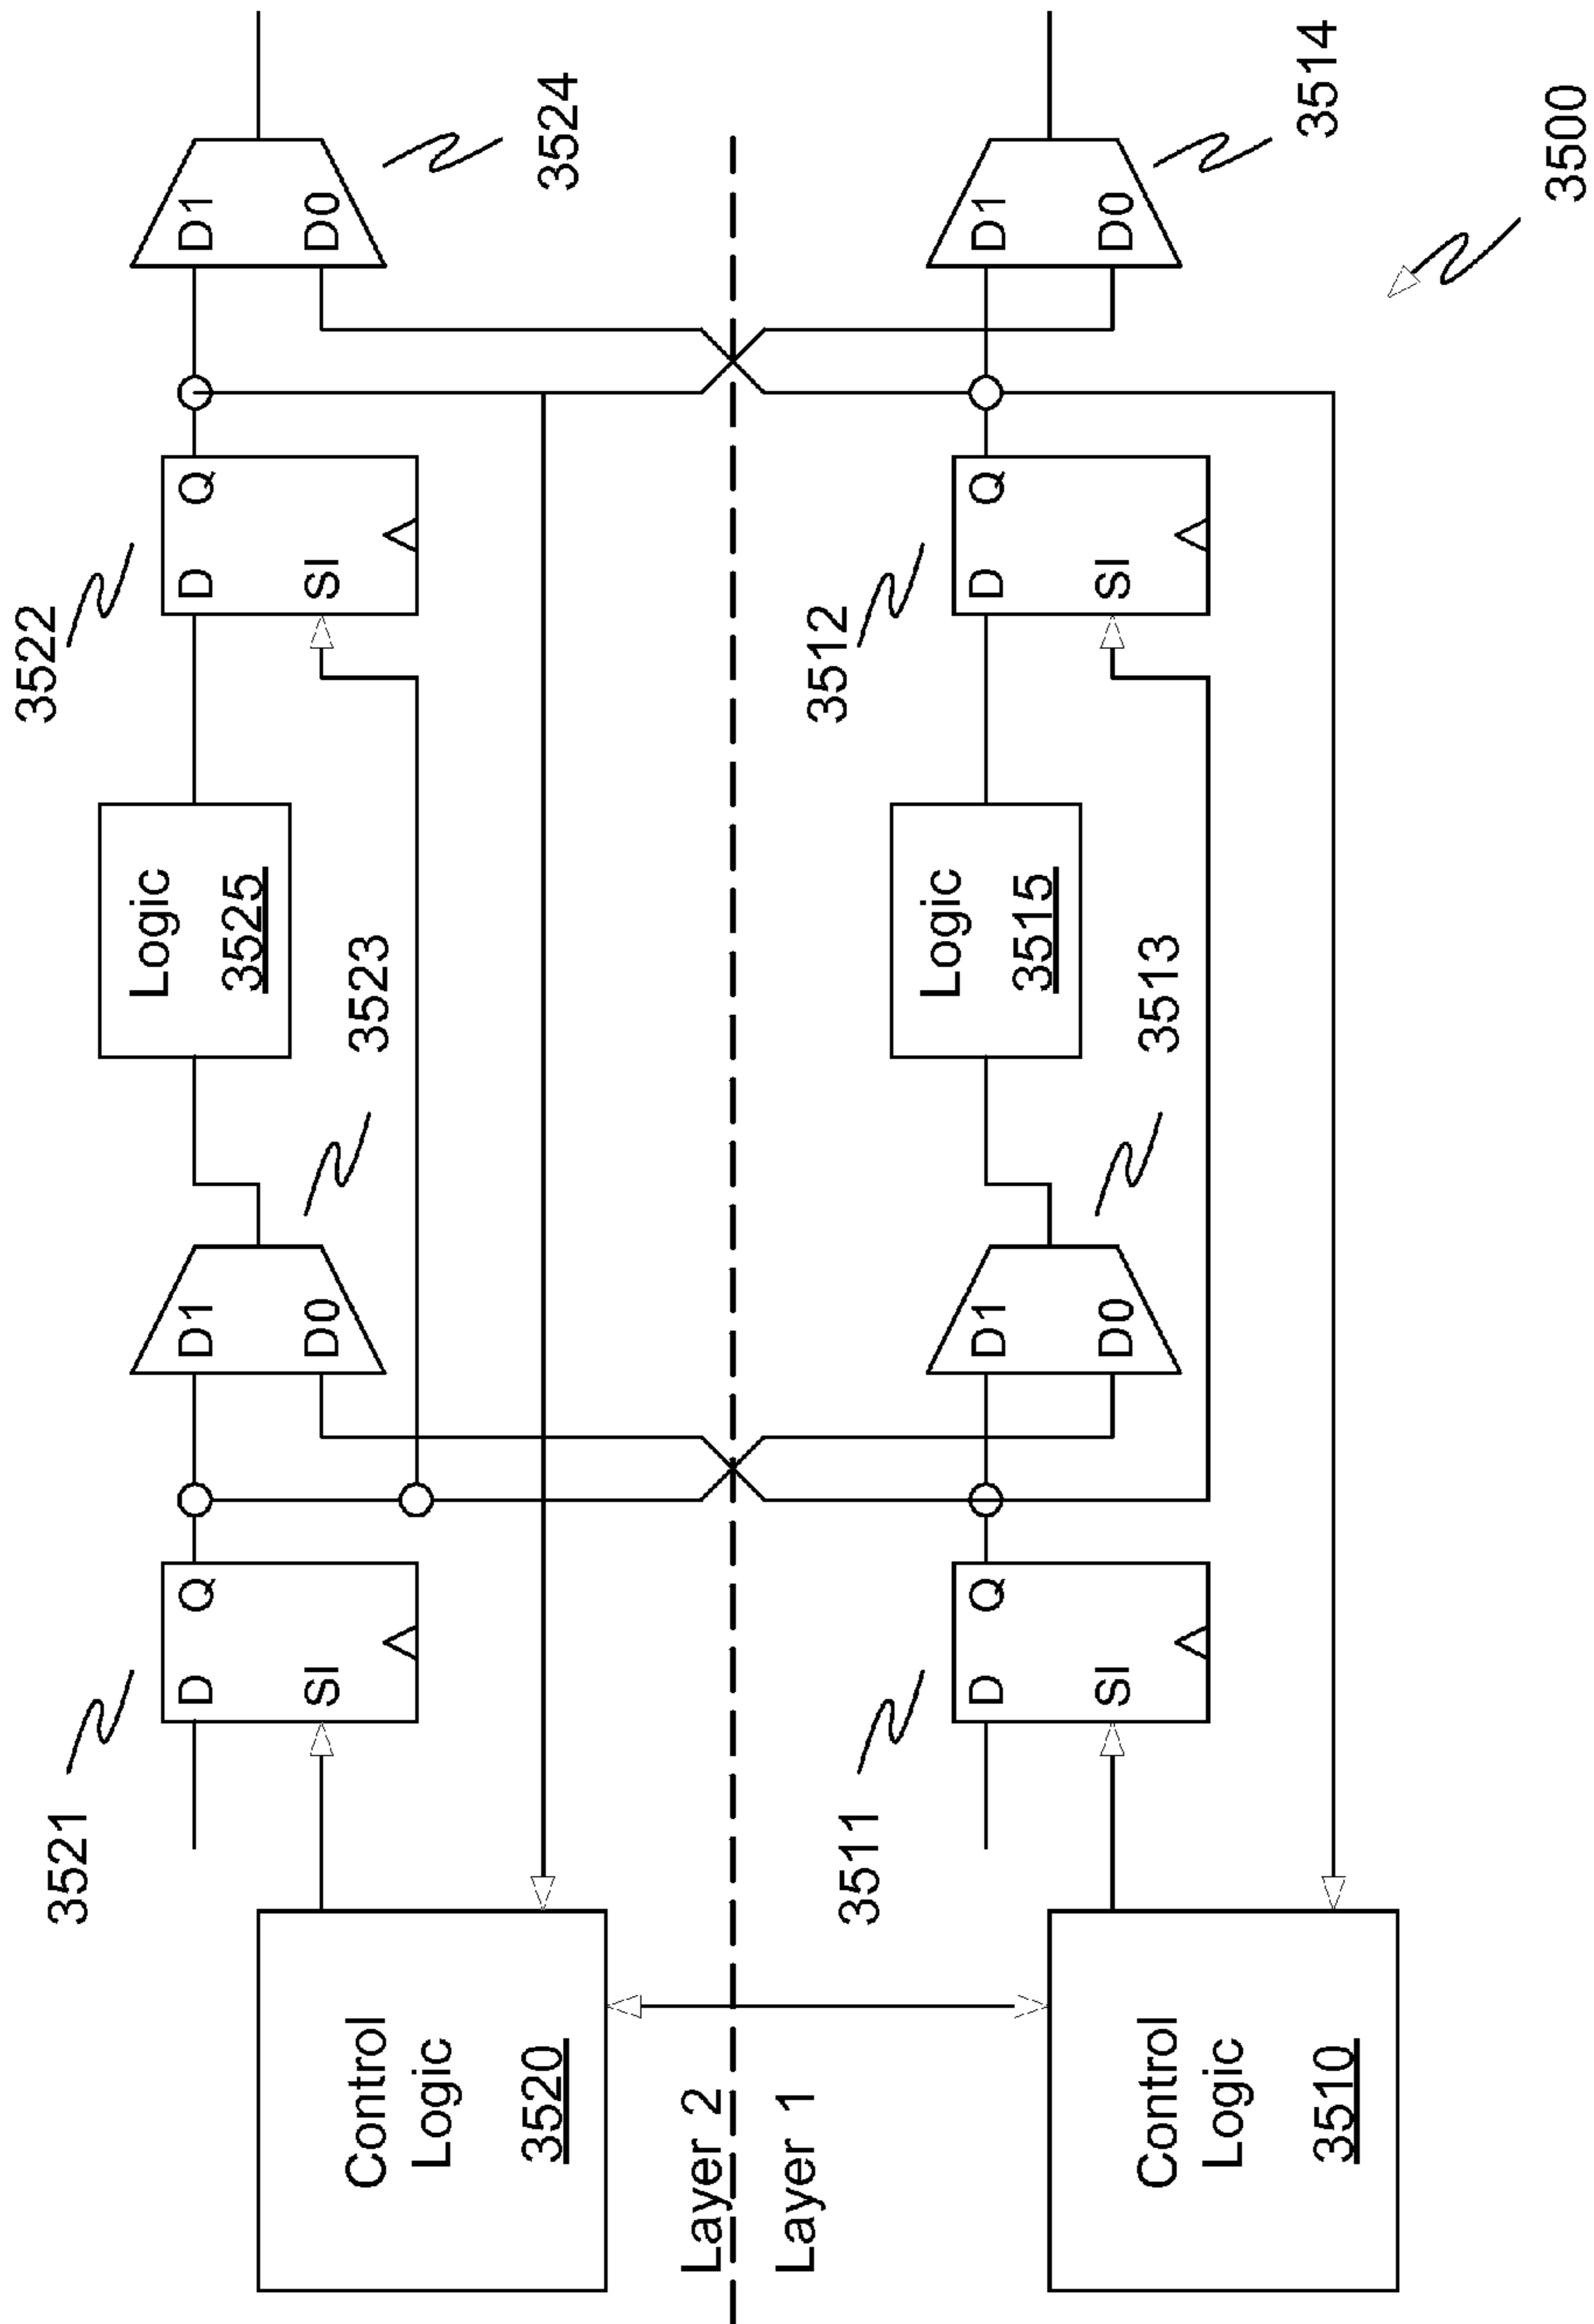 3521
3522
D Q
SI
D1
D0
3523
Logic
3525
D Q
SI
D1
D0
3524
Control
Logic
3520
Layer 2
Layer 1
3511
3512
D Q
SI
D1
D0
3513
Logic
3515
D Q
SI
D1
D0
3514
Control
Logic
3510
3500